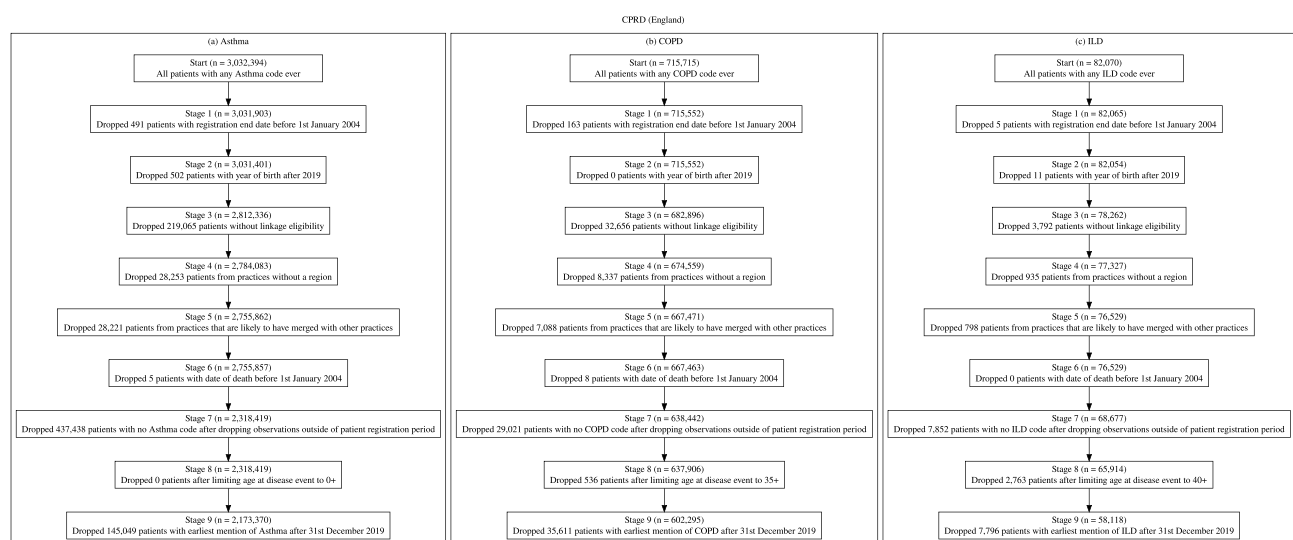 CPRD (England)
(a) Asthma
Start (n = 3,032,394)
All patients with any Asthma code ever
Stage 1 (n = 3,031,903)
Dropped 491 patients with registration end date before 1st January 2004
Stage 2 (n = 3,031,401)
Dropped 502 patients with year of birth after 2019
Stage 3 (n = 2,812,336)
Dropped 219,065 patients without linkage eligibility
Stage 4 (n = 2,784,083)
Dropped 28,253 patients from practices without a region
Stage 5 (n = 2,755,862)
Dropped 28,221 patients from practices that are likely to have merged with other practices
Stage 6 (n = 2,755,857)
Dropped 5 patients with date of death before 1st January 2004
Stage 7 (n = 2,318,419)
Dropped 437,438 patients with no Asthma code after dropping observations outside of patient registration period
Stage 8 (n = 2,318,419)
Dropped 0 patients after limiting age at disease event to 0+
Stage 9 (n = 2,173,370)
Dropped 145,049 patients with earliest mention of Asthma after 31st December 2019
(b) COPD
Start (n = 715,715)
All patients with any COPD code ever
Stage 1 (n = 715,552)
Dropped 163 patients with registration end date before 1st January 2004
Stage 2 (n = 715,552)
Dropped 0 patients with year of birth after 2019
Stage 3 (n = 682,896)
Dropped 32,656 patients without linkage eligibility
Stage 4 (n = 674,559)
Dropped 8,337 patients from practices without a region
Stage 5 (n = 667,471)
Dropped 7,088 patients from practices that are likely to have merged with other practices
Stage 6 (n = 667,463)
Dropped 8 patients with date of death before 1st January 2004
Stage 7 (n = 638,442)
Dropped 29,021 patients with no COPD code after dropping observations outside of patient registration period
Stage 8 (n = 637,906)
Dropped 536 patients after limiting age at disease event to 35+
Stage 9 (n = 602,295)
Dropped 35,611 patients with earliest mention of COPD after 31st December 2019
(c) ILD
Start (n = 82,070)
All patients with any ILD code ever
Stage 1 (n = 82,065)
Dropped 5 patients with registration end date before 1st January 2004
Stage 2 (n = 82,054)
Dropped 11 patients with year of birth after 2019
Stage 3 (n = 78,262)
Dropped 3,792 patients without linkage eligibility
Stage 4 (n = 77,327)
Dropped 935 patients from practices without a region
Stage 5 (n = 76,529)
Dropped 798 patients from practices that are likely to have merged with other practices
Stage 6 (n = 76,529)
Dropped 0 patients with date of death before 1st January 2004
Stage 7 (n = 68,677)
Dropped 7,852 patients with no ILD code after dropping observations outside of patient registration period
Stage 8 (n = 65,914)
Dropped 2,763 patients after limiting age at disease event to 40+
Stage 9 (n = 58,118)
Dropped 7,796 patients with earliest mention of ILD after 31st December 2019